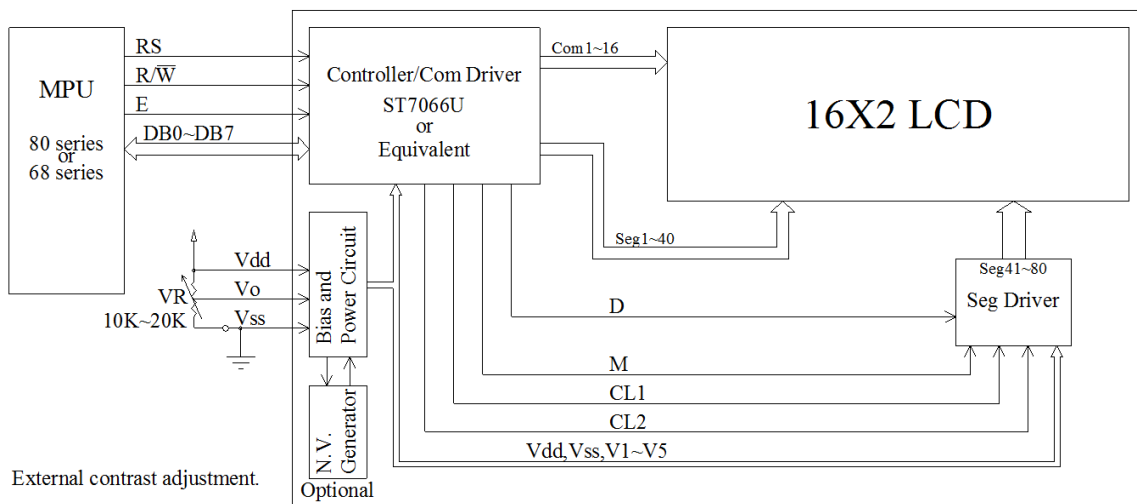 MPU
80 series
or
68 series
RS
R/W̅
E
DB0~DB7
Controller/Com Driver
ST7066U
or
Equivalent
Com1~16
16X2 LCD
Seg1~40
Seg41~80
Seg Driver
Vdd
Vo
Vss
VR
10K~20K
Bias and
Power Circuit
N.V.
Generator
Optional
D
M
CL1
CL2
Vdd,Vss,V1~V5
External contrast adjustment.